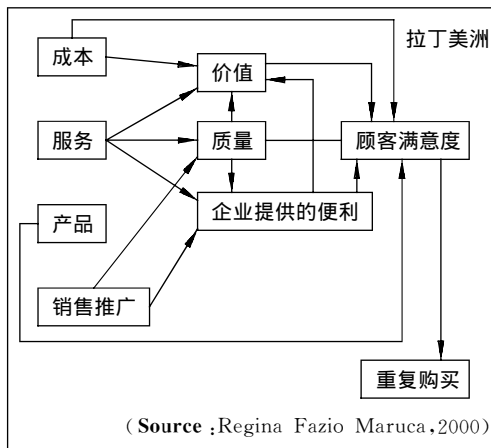 拉丁美洲
成本
价值
服务
质量
顾客满意度
产品
企业提供的便利
销售推广
重复购买
(Source:Regina Fazio Maruca,2000)